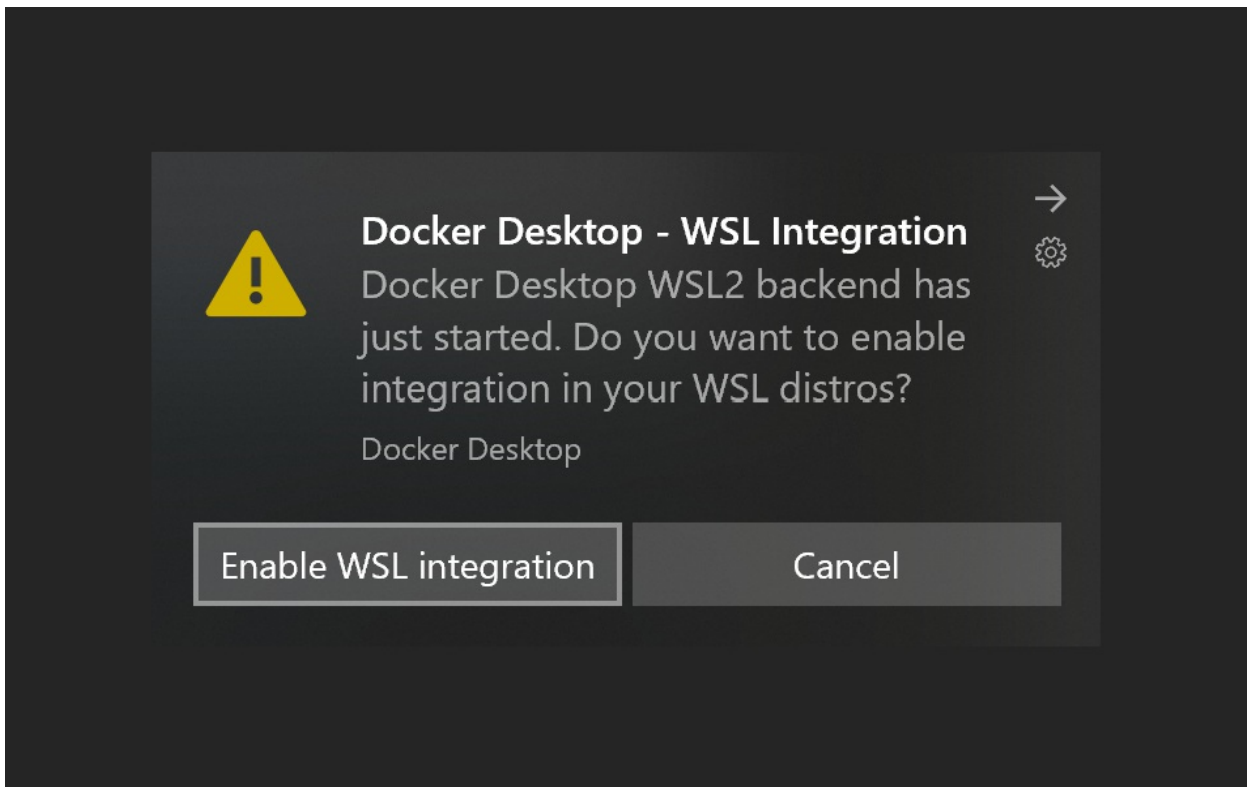 Docker Desktop - WSL Integration
Docker Desktop WSL2 backend has
just started. Do you want to enable
integration in your WSL distros?
Docker Desktop
Enable WSL integration
Cancel